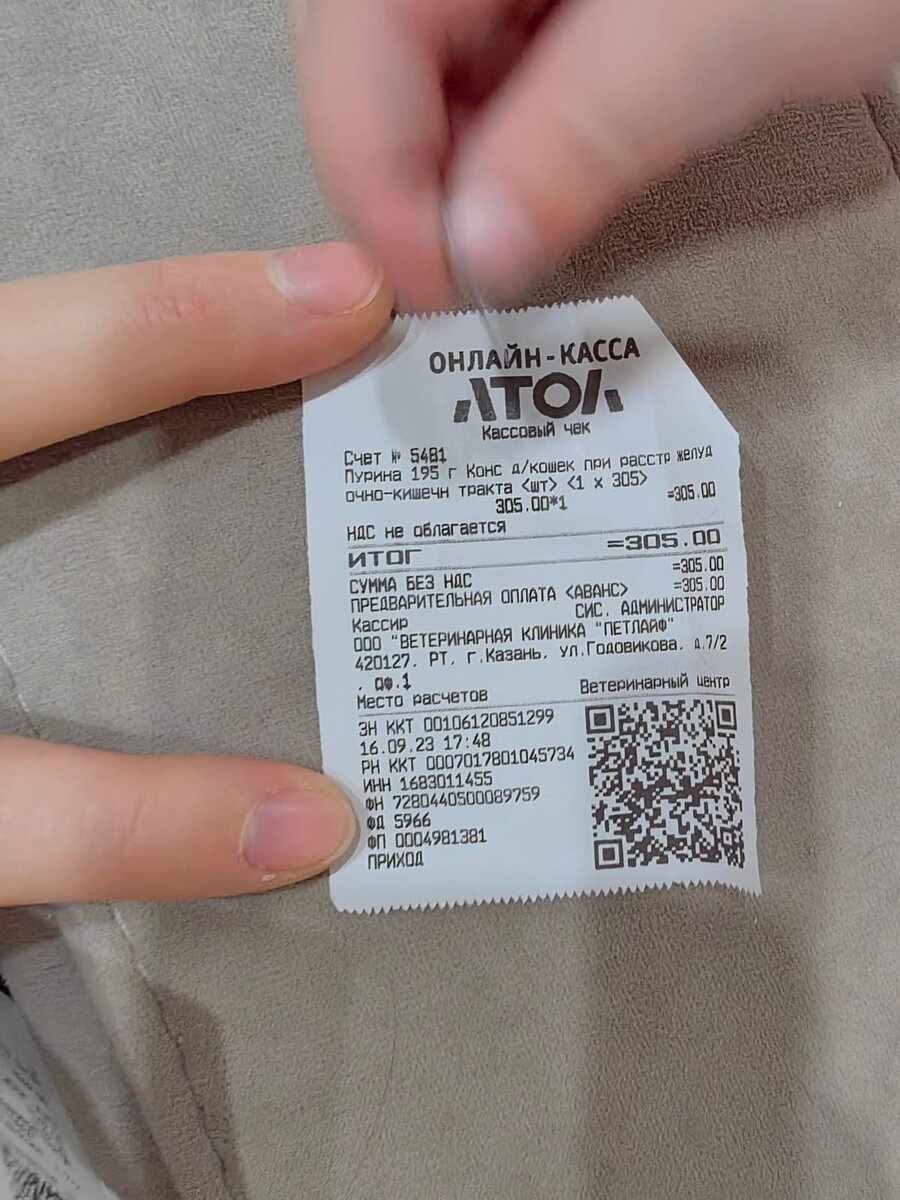 ОНЛАЙН-КАССА
АТОЛ
Кассовый чек
Счет № 5481
Пурина 195 г Конс д/кошек при расстр желуд
очно-кишечн тракта <шт> <1 x 305>
305.00*1 =305.00
НДС не облагается
ИТОГ =305.00
СУММА БЕЗ НДС =305.00
ПРЕДВАРИТЕЛЬНАЯ ОПЛАТА <АВАНС> =305.00
Кассир СИС. АДМИНИСТРАТОР
ООО "ВЕТЕРИНАРНАЯ КЛИНИКА "ПЕТЛАЙФ"
420127, РТ, г.Казань, ул.Годовикова, д.7/2
, оф.1
Место расчетов Ветеринарный центр
ЗН ККТ 00106120851299
16.09.23 17:48
РН ККТ 0007017801045734
ИНН 1683011455
ФН 7280440500089759
ФД 5966
ФП 0004981381
ПРИХОД